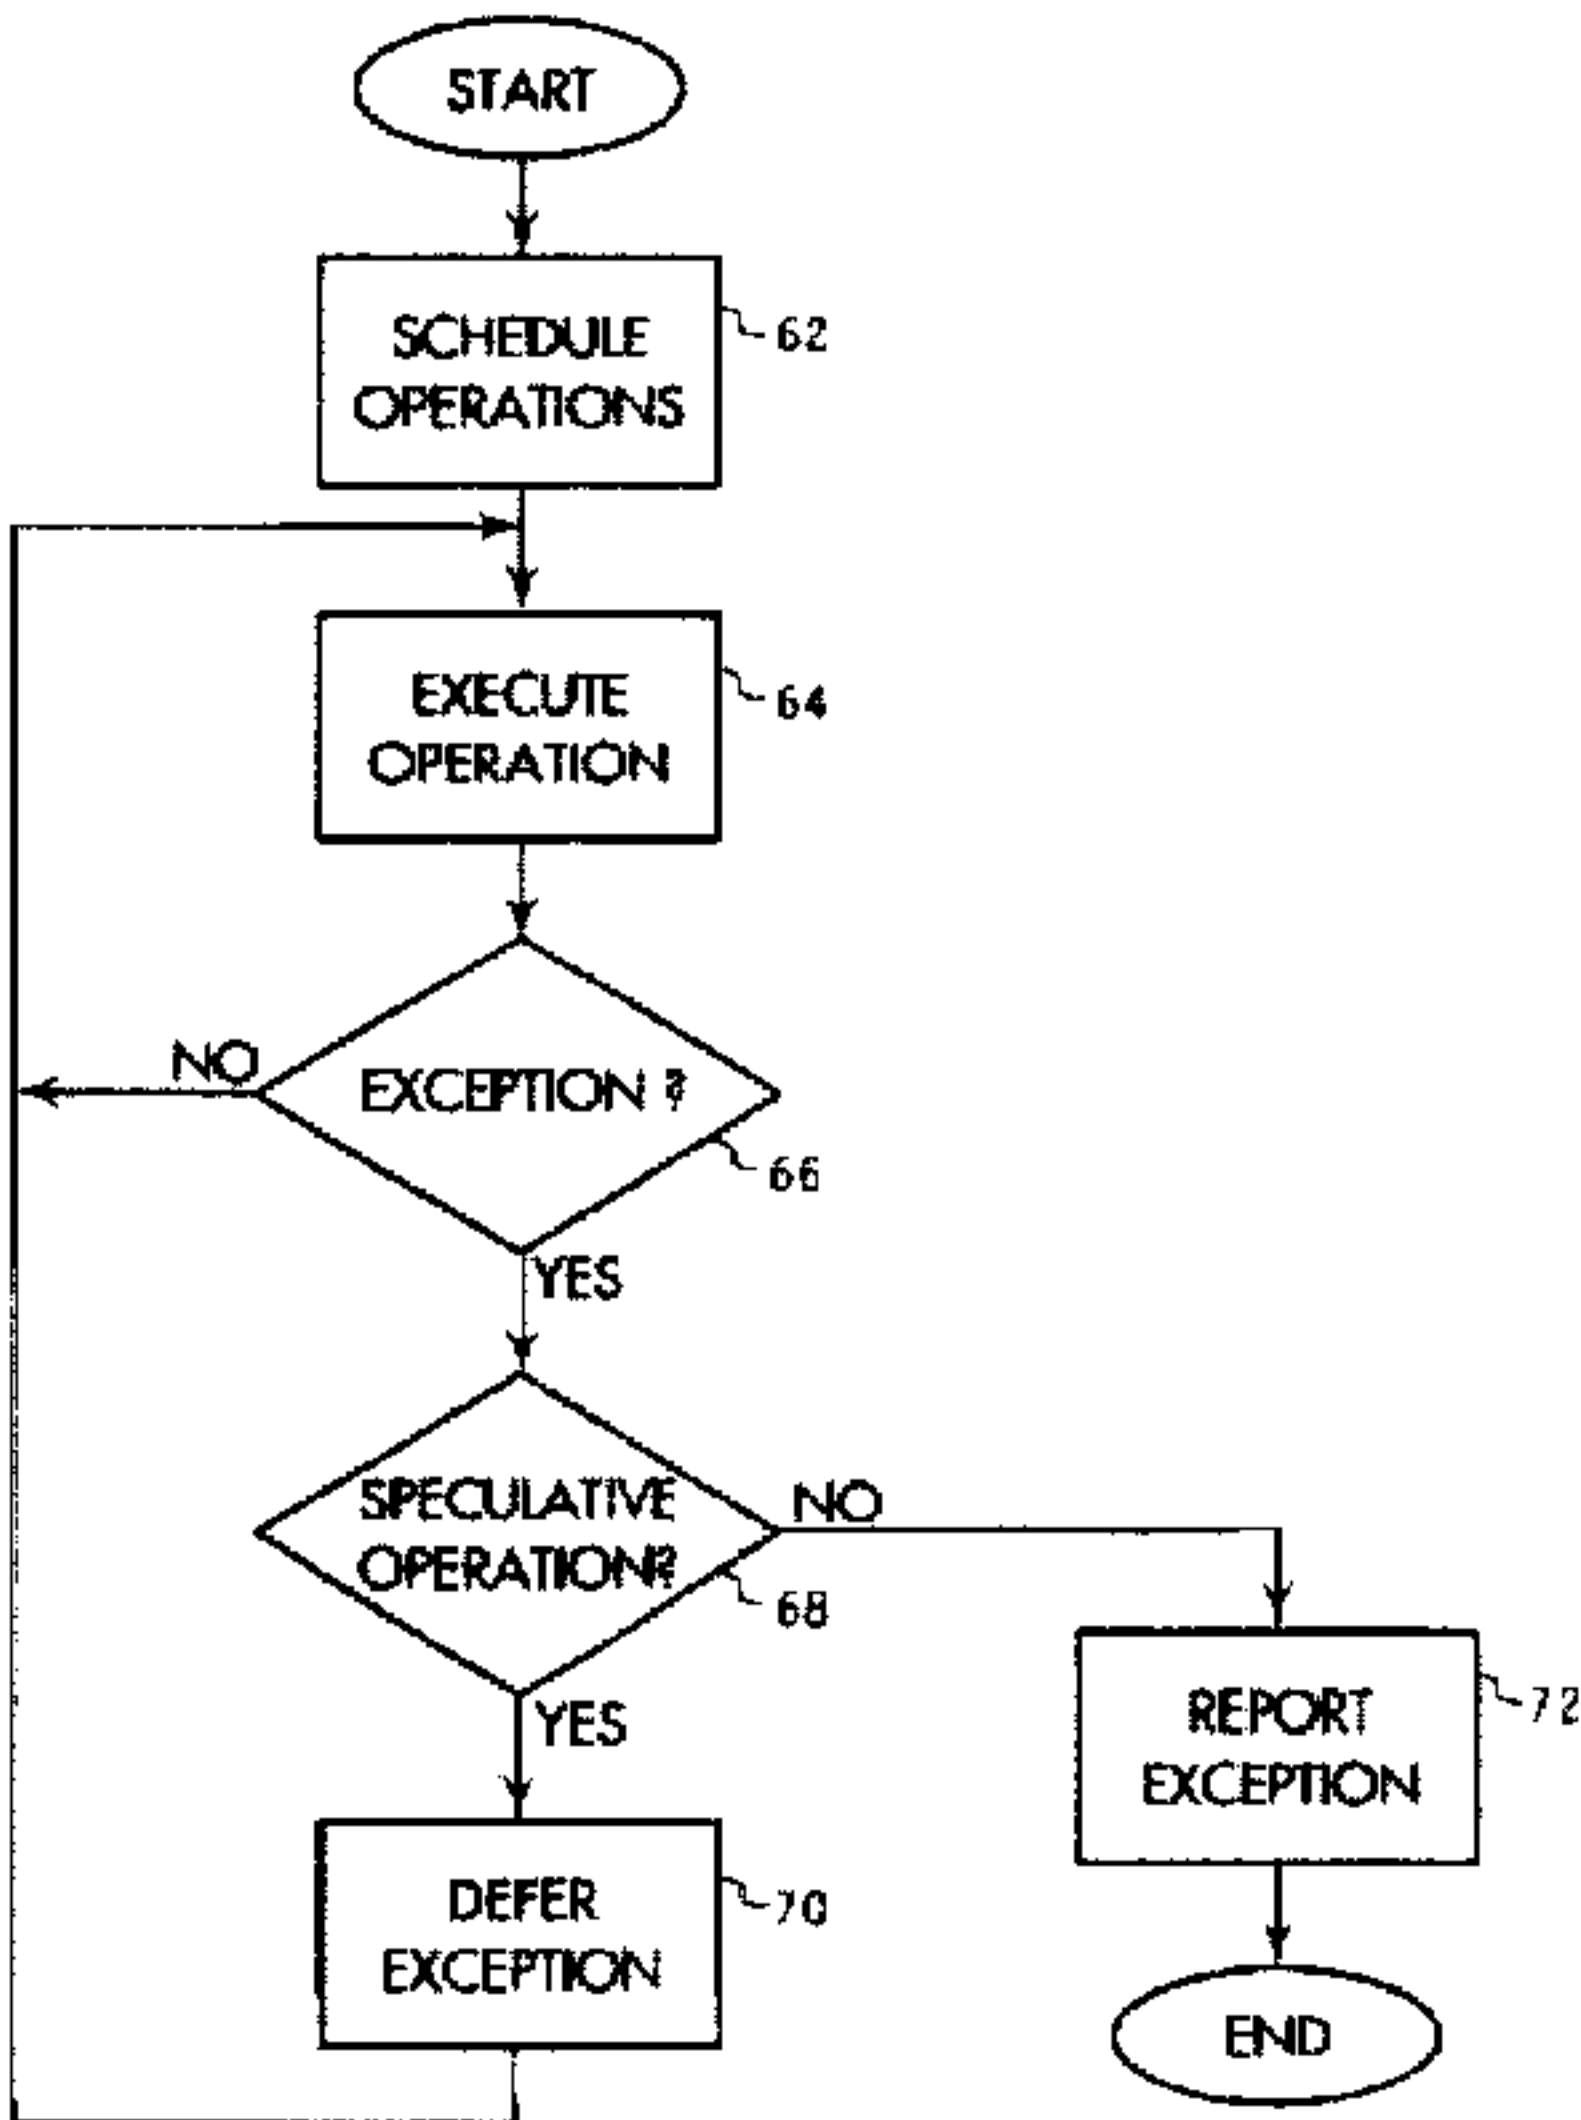 START
SCHEDULE
OPERATIONS
62
EXECUTE
OPERATION
64
NO
EXCEPTION ?
66
YES
SPECULATIVE
OPERATION?
NO
68
YES
REPORT
EXCEPTION
72
DEFER
EXCEPTION
70
END